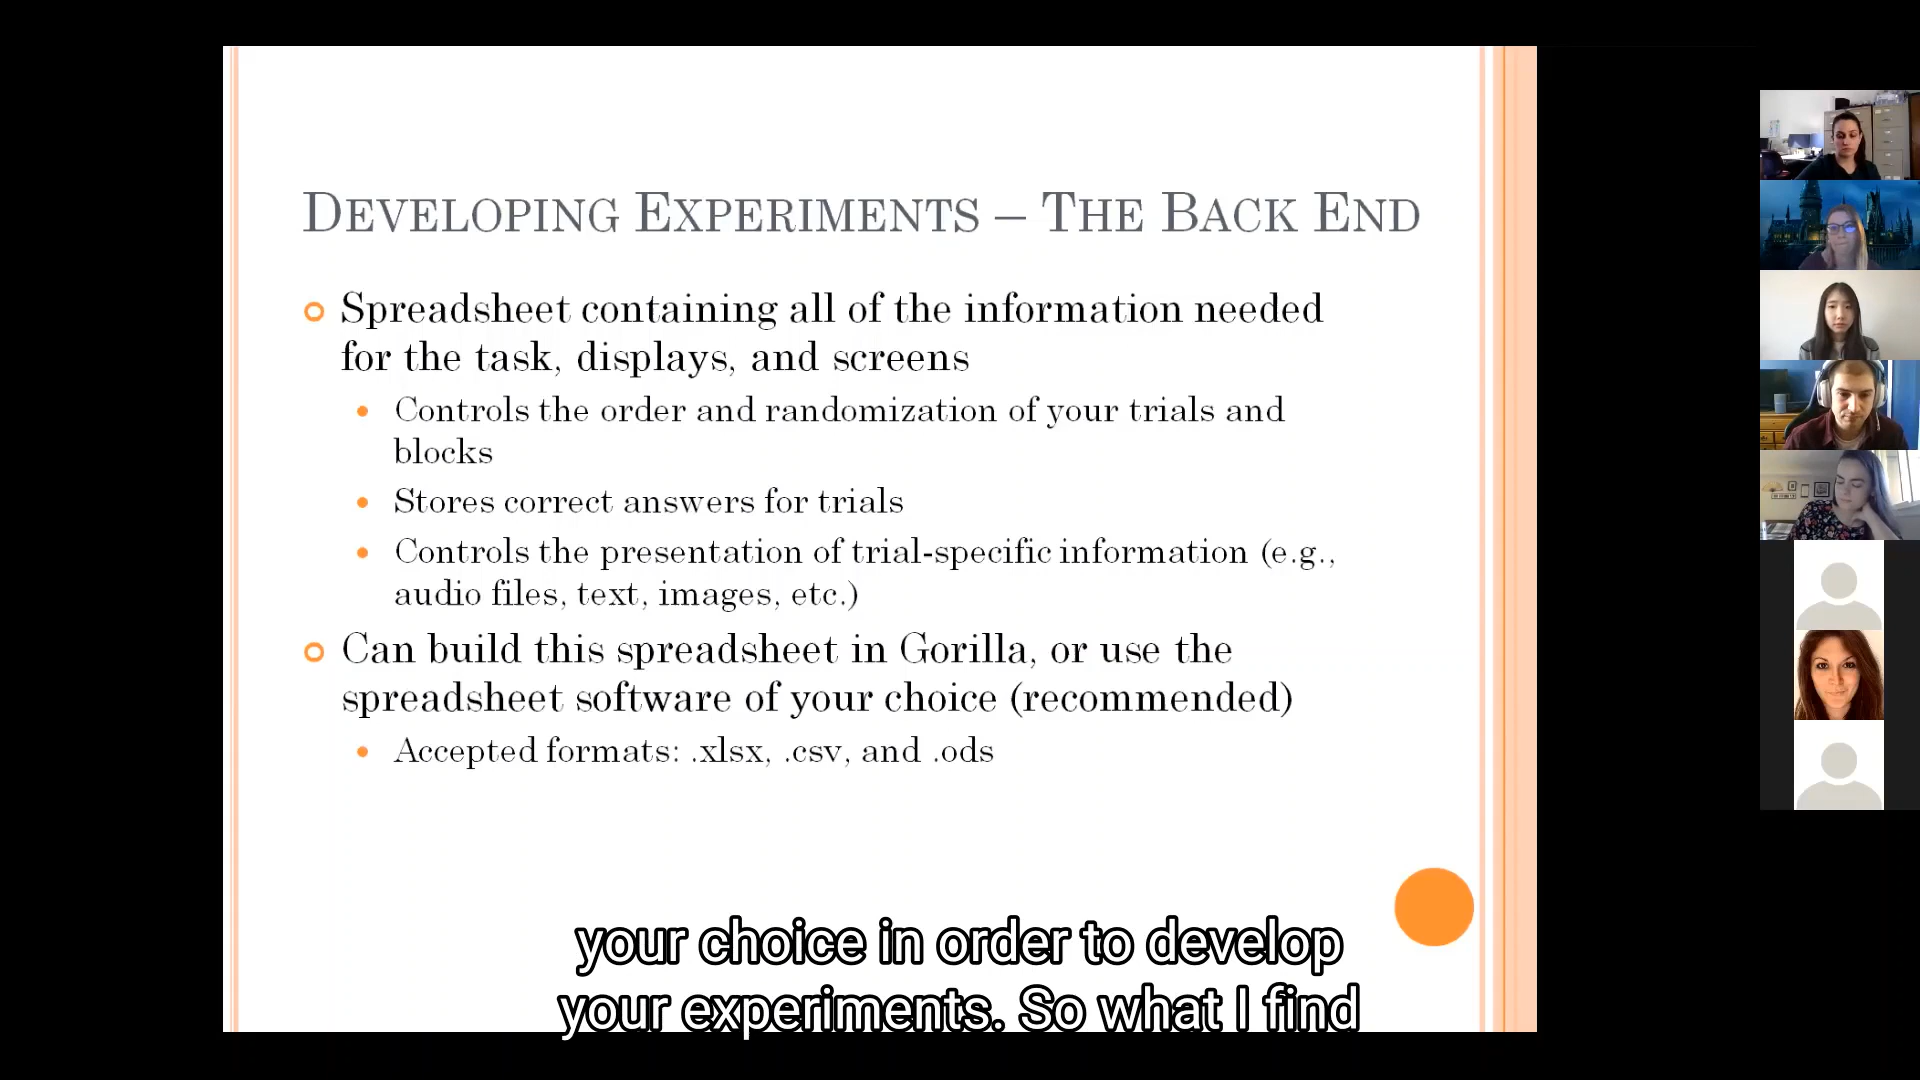 DEVELOPING EXPERIMENTS – THE BACK END
Spreadsheet containing all of the information needed
for the task, displays, and screens
Controls the order and randomization of your trials and
blocks
Stores correct answers for trials
Controls the presentation of trial-specific information (e.g.,
audio files, text, images, etc.)
Can build this spreadsheet in Gorilla, or use the
spreadsheet software of your choice (recommended)
Accepted formats: .xlsx, .csv, and .ods
your choice in order to develop
your experiments. So what I find